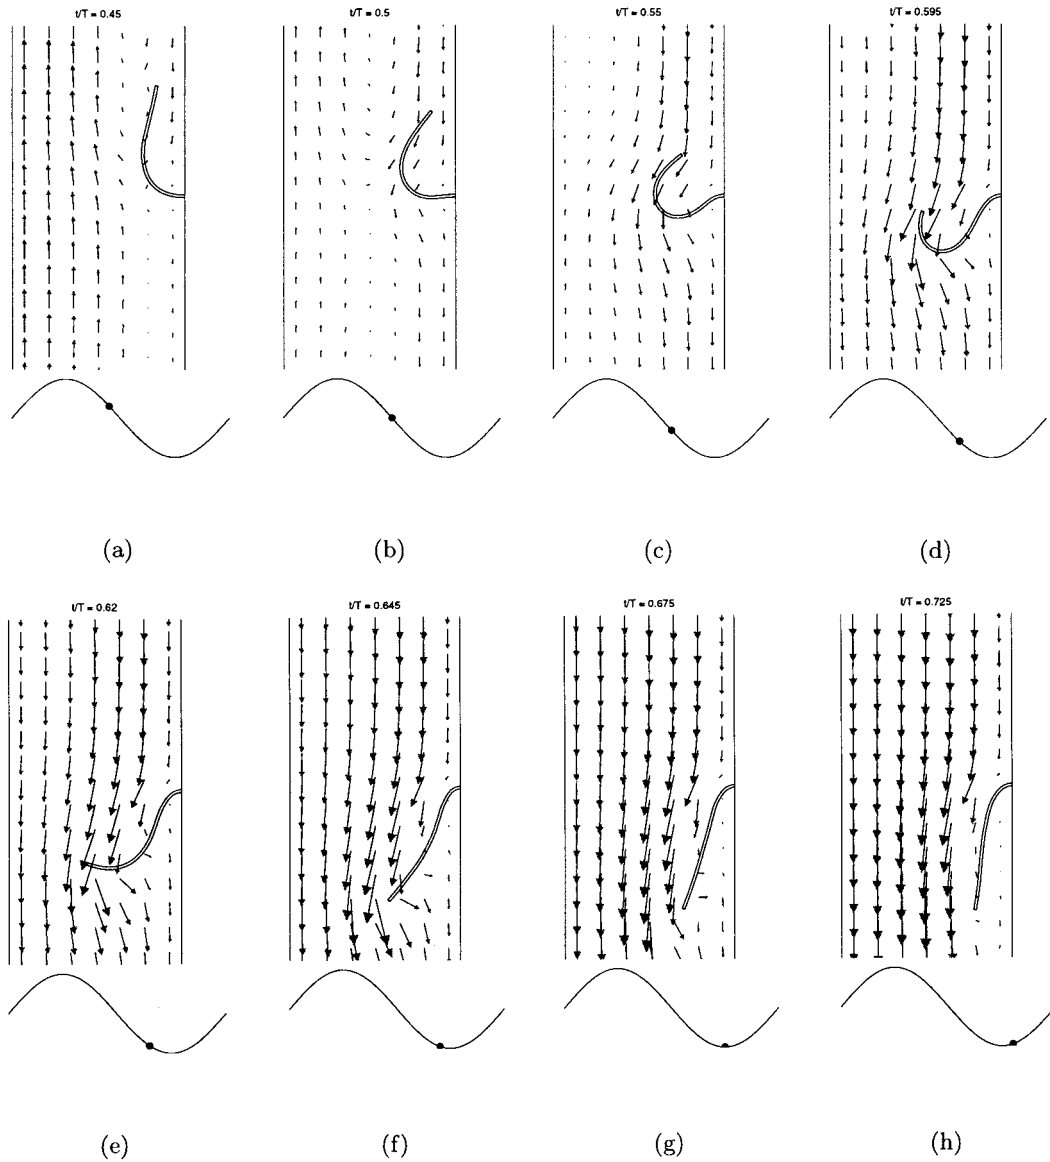 t/T = 0.45
t/T = 0.5
t/T = 0.55
t/T = 0.595
(a)
(b)
(c)
(d)
t/T = 0.62
t/T = 0.645
t/T = 0.675
t/T = 0.725
(e)
(f)
(g)
(h)